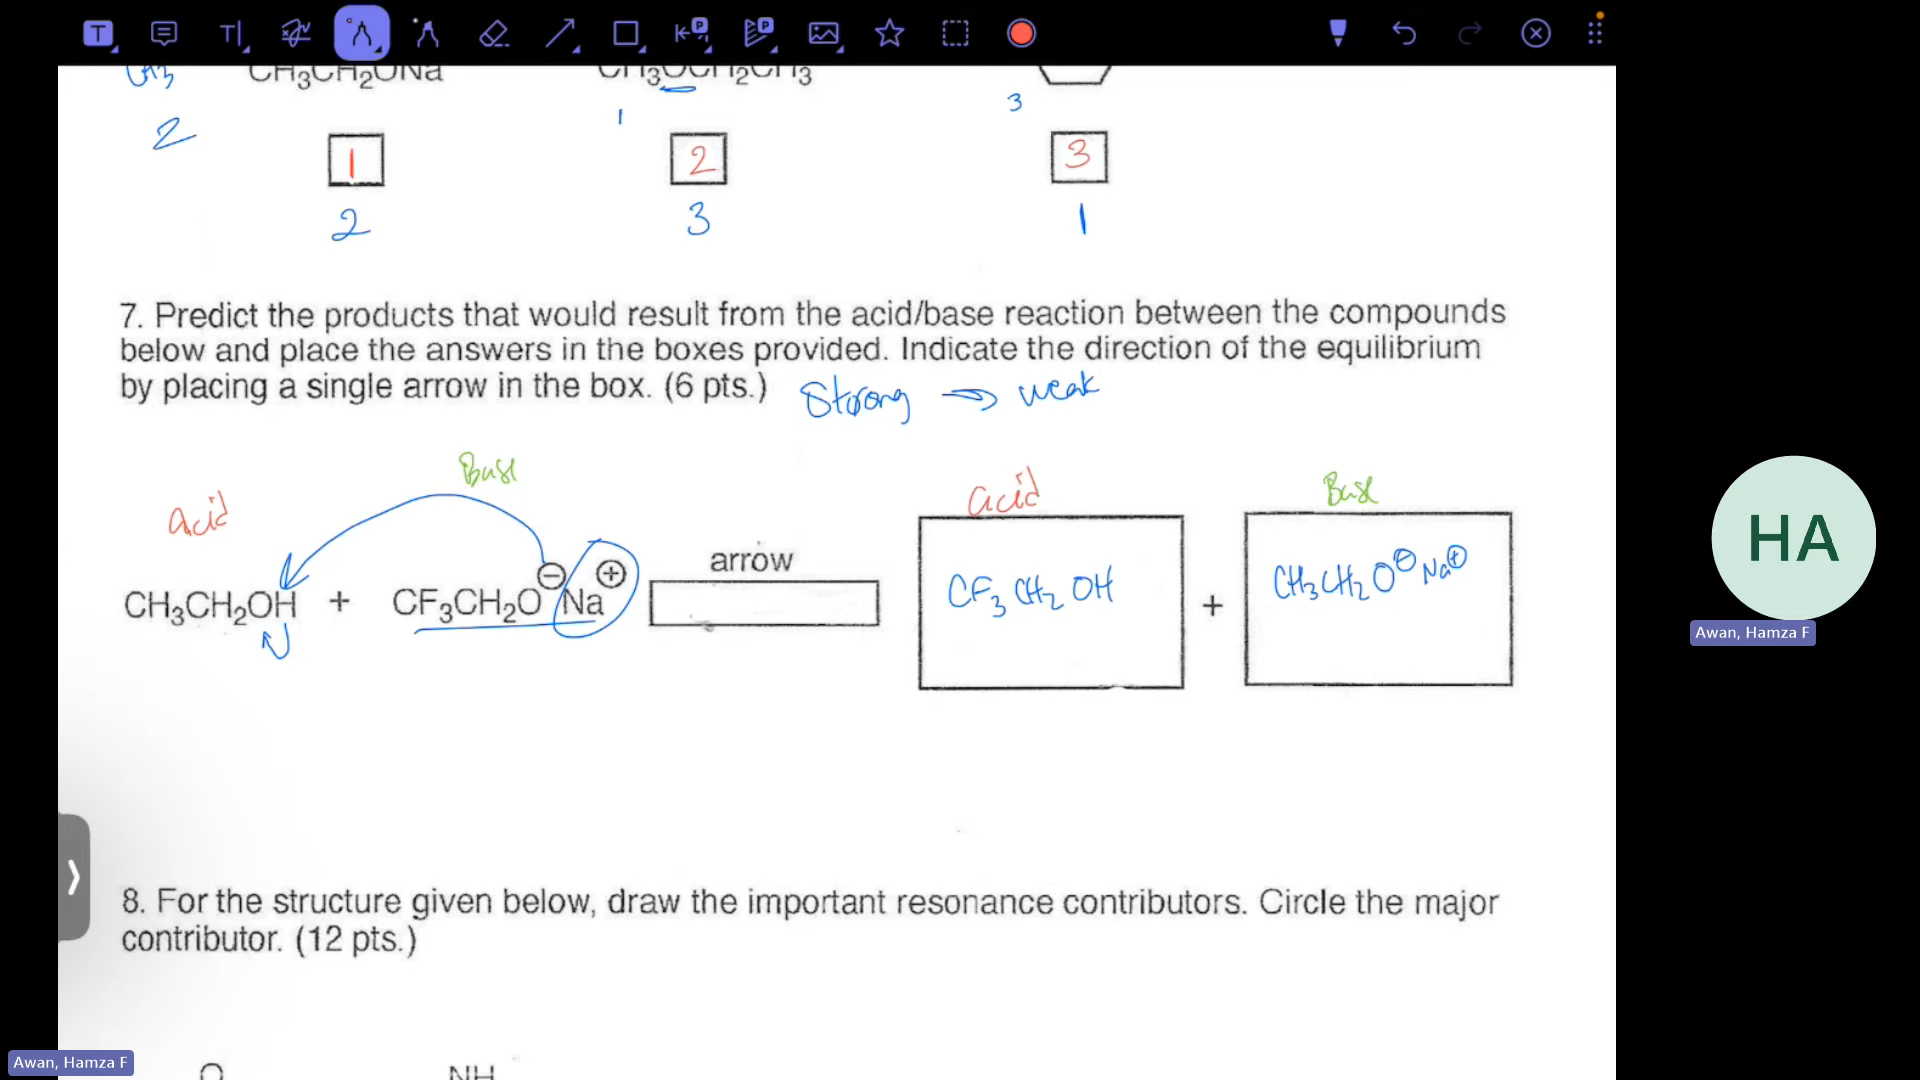 CH3 CH₃CH₂ONa CH₃OCH₂CH₃
2 1 3
1 2 3
2 3 1
7. Predict the products that would result from the acid/base reaction between the compounds
below and place the answers in the boxes provided. Indicate the direction of the equilibrium
by placing a single arrow in the box. (6 pts.) Strong → weak
acid Base acid Base
arrow
CH₃CH₂OH + CF₃CH₂O⊖ Na⊕ CF₃CH₂OH + CH₃CH₂O⊖ Na⊕
HA
Awan, Hamza F
8. For the structure given below, draw the important resonance contributors. Circle the major
contributor. (12 pts.)
O NH
Awan, Hamza F